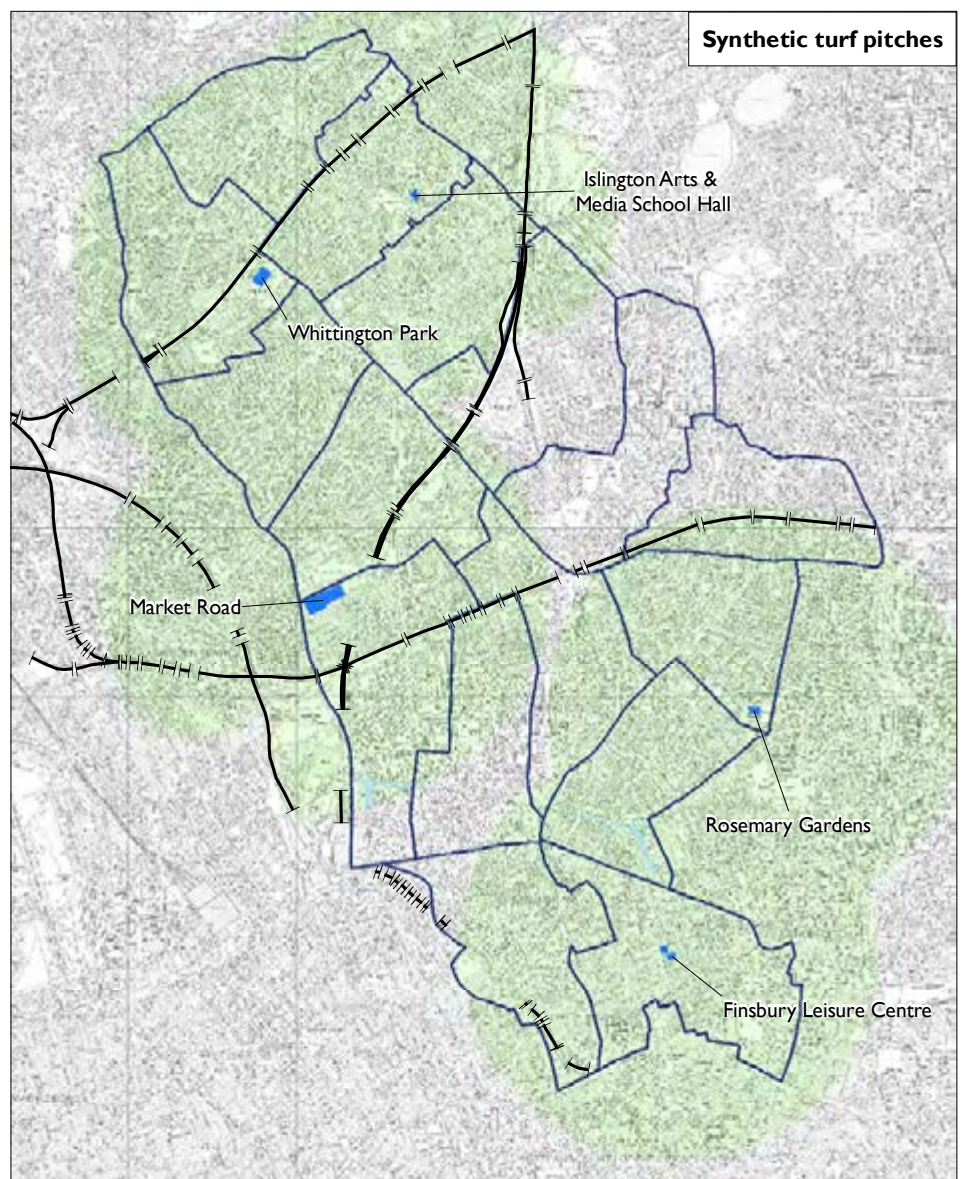 Synthetic turf pitches
Islington Arts &
Media School Hall
Whittington Park
Market Road
Rosemary Gardens
Finsbury Leisure Centre